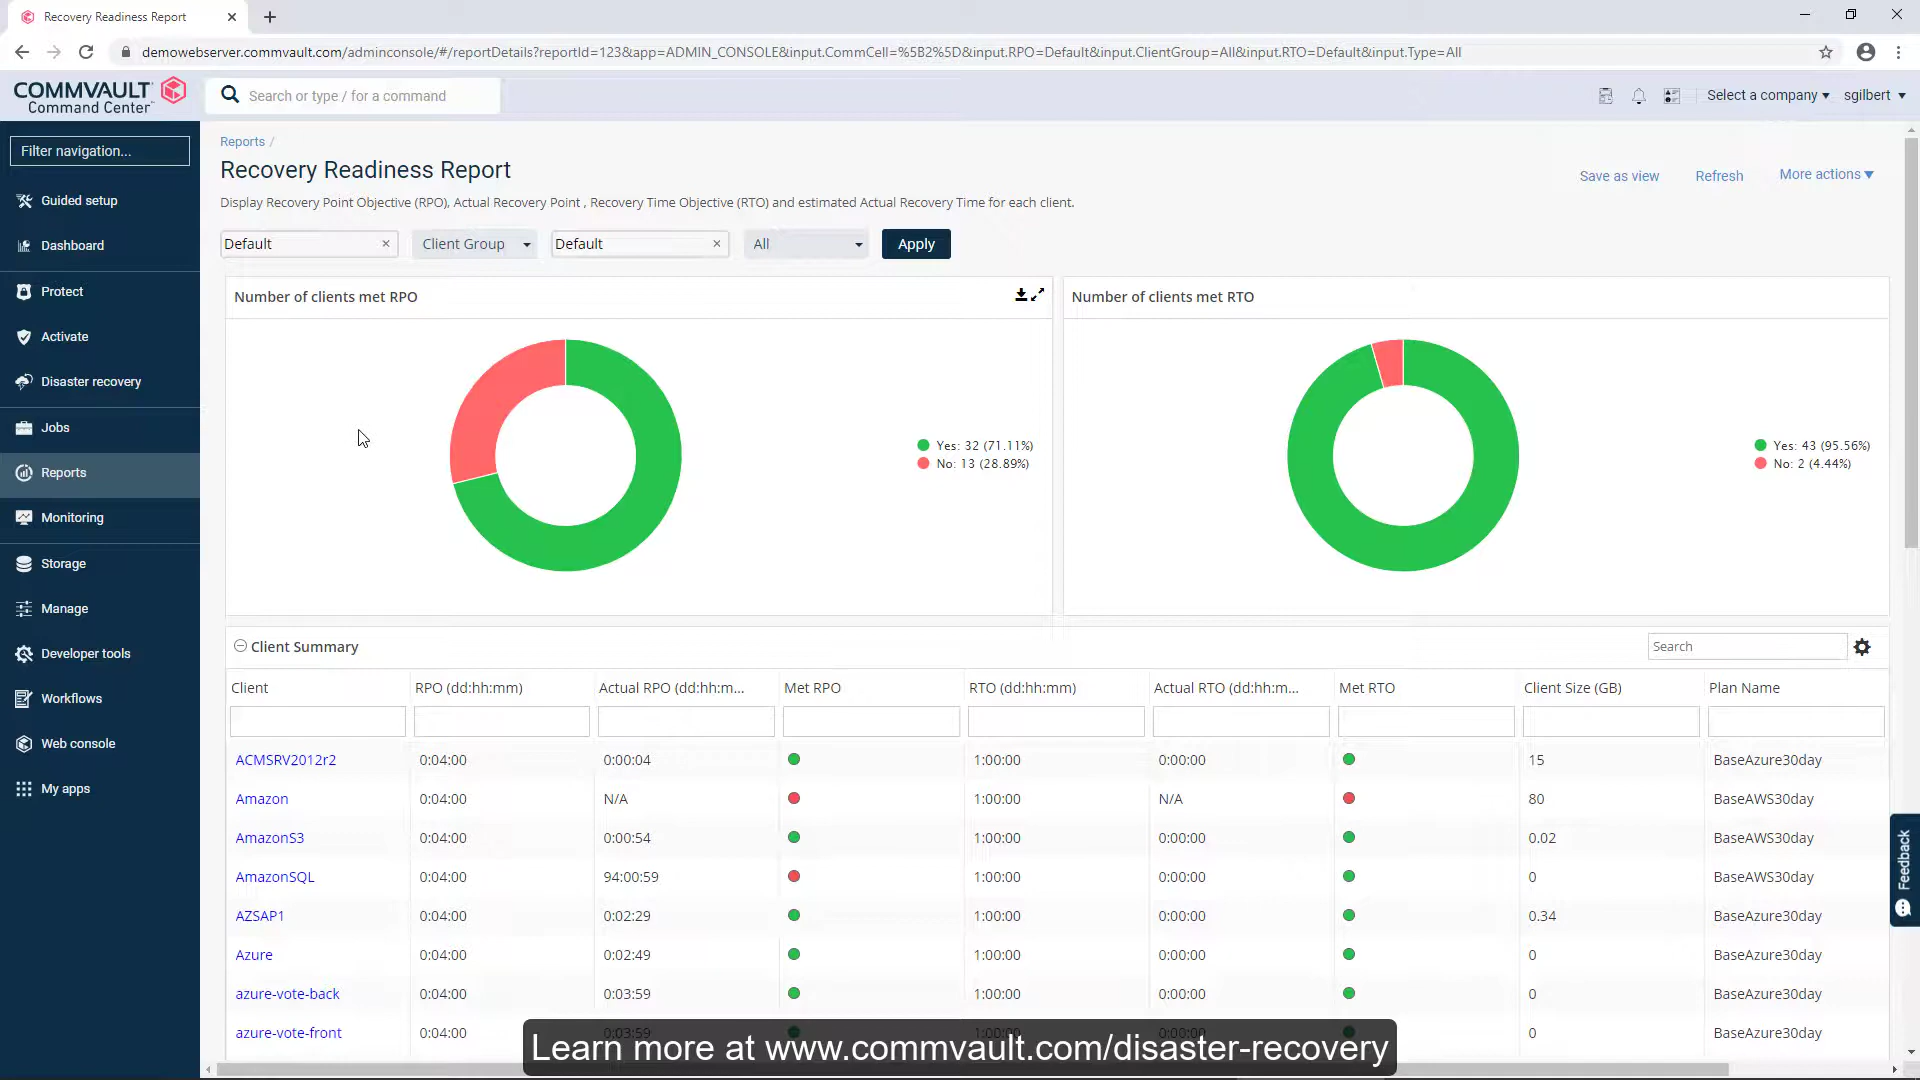 Recovery Readiness Report
demowebserver.commvault.com/adminconsole/#/reportDetails?reportId=123&app=ADMIN_CONSOLE&input.CommCell=%5B2%5D&input.RPO=Default&input.ClientGroup=All&input.RTO=Default&input.Type=All
COMMVAULT
Command Center™
Search or type / for a command
Select a company
sgilbert
Filter navigation...
Guided setup
Dashboard
Protect
Activate
Disaster recovery
Jobs
Reports
Monitoring
Storage
Manage
Developer tools
Workflows
Web console
My apps
Reports /
Recovery Readiness Report
Save as view Refresh More actions
Display Recovery Point Objective (RPO), Actual Recovery Point , Recovery Time Objective (RTO) and estimated Actual Recovery Time for each client.
Default Client Group Default All Apply
Number of clients met RPO
Yes: 32 (71.11%)
No: 13 (28.89%)
Number of clients met RTO
Yes: 43 (95.56%)
No: 2 (4.44%)
Client Summary
Search
Client RPO (dd:hh:mm) Actual RPO (dd:hh:m... Met RPO RTO (dd:hh:mm) Actual RTO (dd:hh:m... Met RTO Client Size (GB) Plan Name
ACMSRV2012r2 0:04:00 0:00:04 1:00:00 0:00:00 15 BaseAzure30day
Amazon 0:04:00 N/A 1:00:00 N/A 80 BaseAWS30day
AmazonS3 0:04:00 0:00:54 1:00:00 0:00:00 0.02 BaseAWS30day
AmazonSQL 0:04:00 94:00:59 1:00:00 0:00:00 0 BaseAWS30day
AZSAP1 0:04:00 0:02:29 1:00:00 0:00:00 0.34 BaseAzure30day
Azure 0:04:00 0:02:49 1:00:00 0:00:00 0 BaseAzure30day
azure-vote-back 0:04:00 0:03:59 1:00:00 0:00:00 0 BaseAzure30day
azure-vote-front 0:04:00 0:03:59 1:00:00 0:00:00 0 BaseAzure30day
Feedback
Learn more at www.commvault.com/disaster-recovery